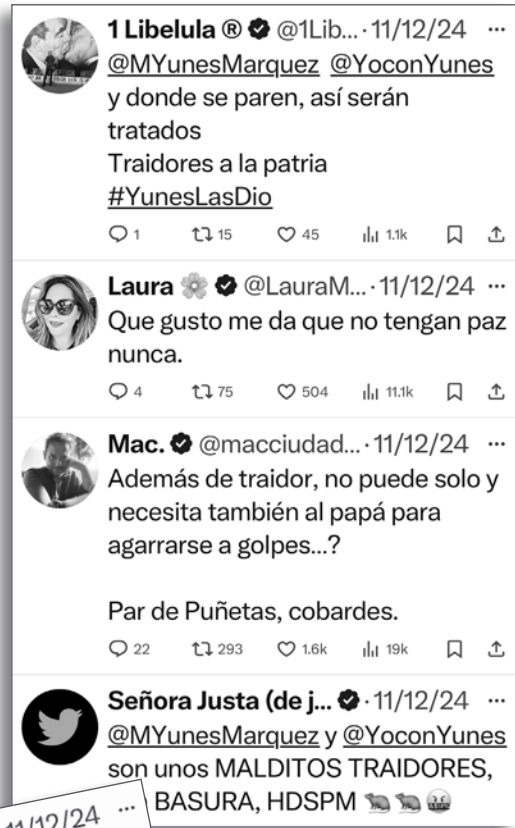 1 Libelula ® @1Lib... · 11/12/24 ...
@MYunesMarquez @YoconYunes
y donde se paren, así serán
tratados
Traidores a la patria
#YunesLasDio
1 15 45 1.1k
Laura @LauraM... · 11/12/24 ...
Que gusto me da que no tengan paz
nunca.
4 75 504 11.1k
Mac. @macciudad... · 11/12/24 ...
Además de traidor, no puede solo y
necesita también al papá para
agarrarse a golpes...?
Par de Puñetas, cobardes.
22 293 1.6k 19k
Señora Justa (de j... · 11/12/24 ...
@MYunesMarquez y @YoconYunes
son unos MALDITOS TRAIDORES,
BASURA, HDSPM 🐀🐀🤬
11/12/24 ...